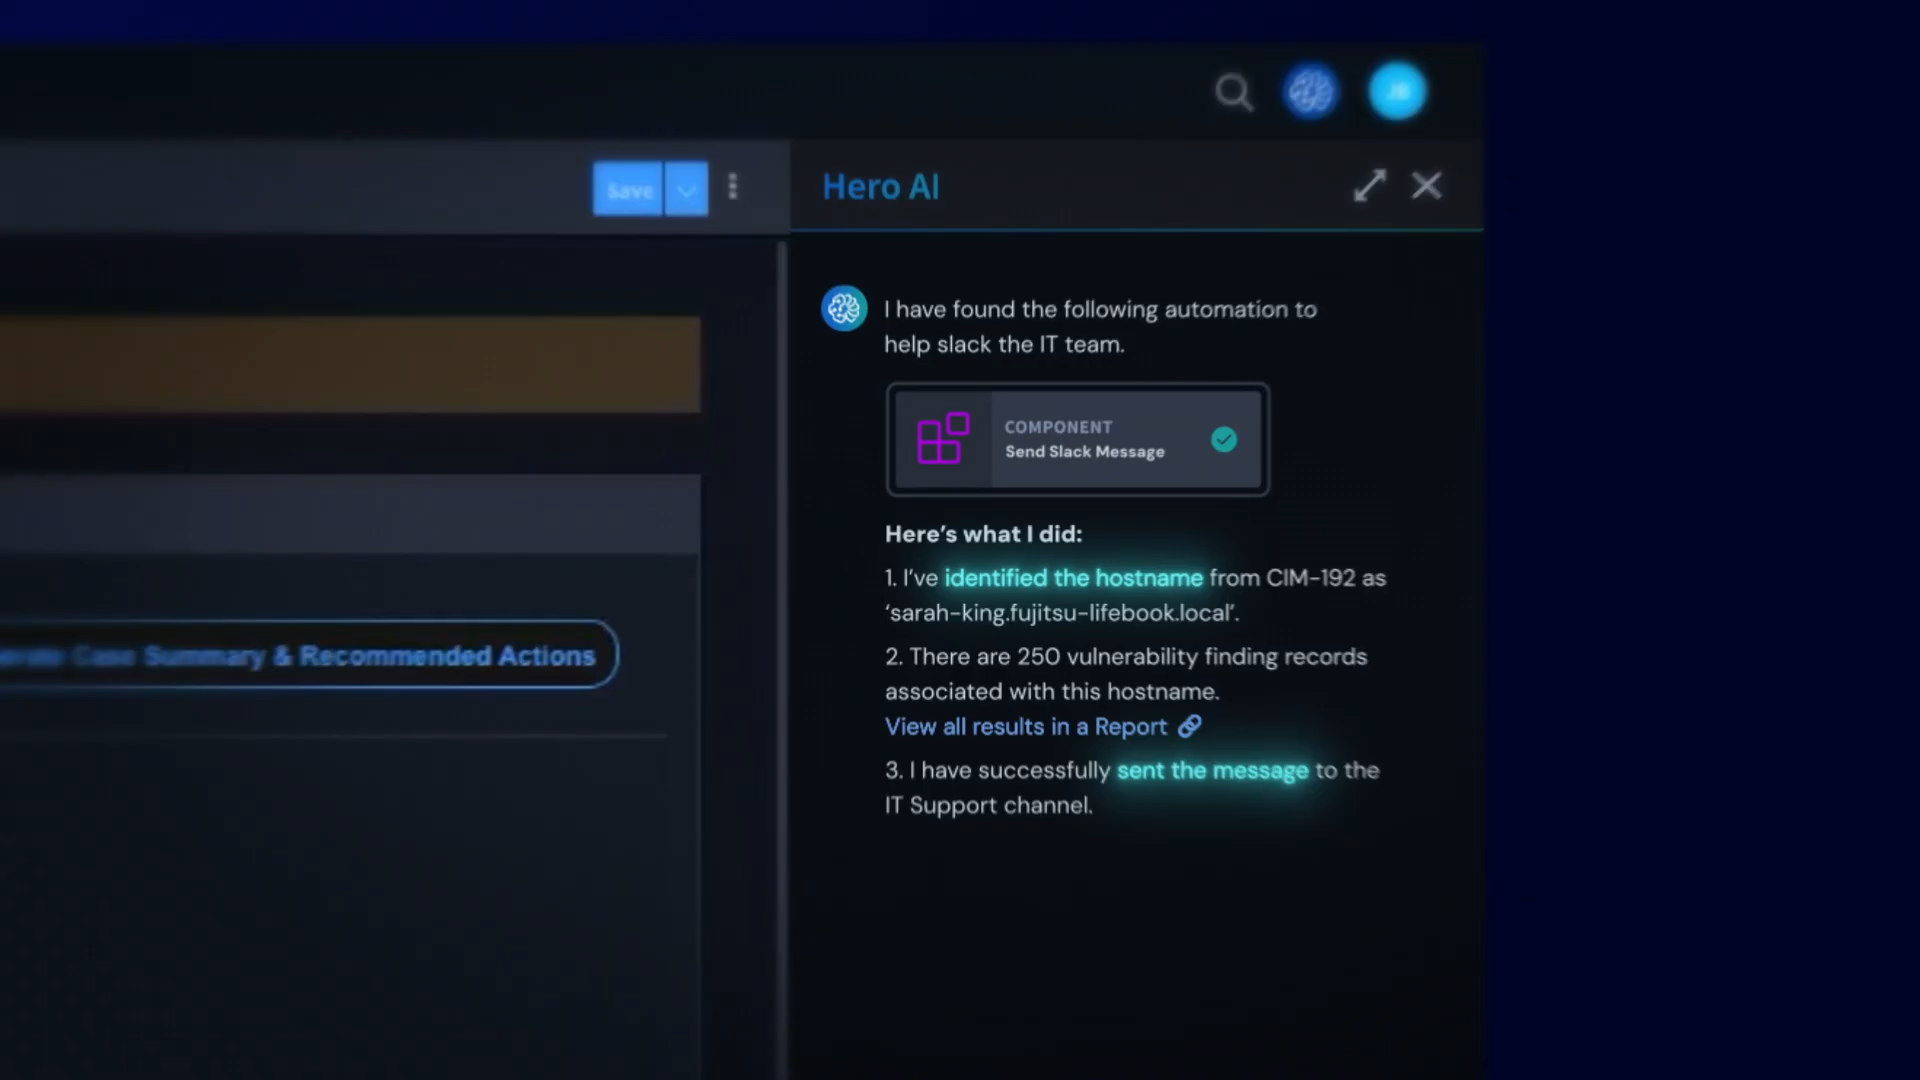 JB
Save
Hero AI
I have found the following automation to
help slack the IT team.
COMPONENT
Send Slack Message
Here’s what I did:
1. I’ve identified the hostname from CIM-192 as
‘sarah-king.fujitsu-lifebook.local’.
2. There are 250 vulnerability finding records
associated with this hostname.
View all results in a Report
3. I have successfully sent the message to the
IT Support channel.
Case Summary & Recommended Actions